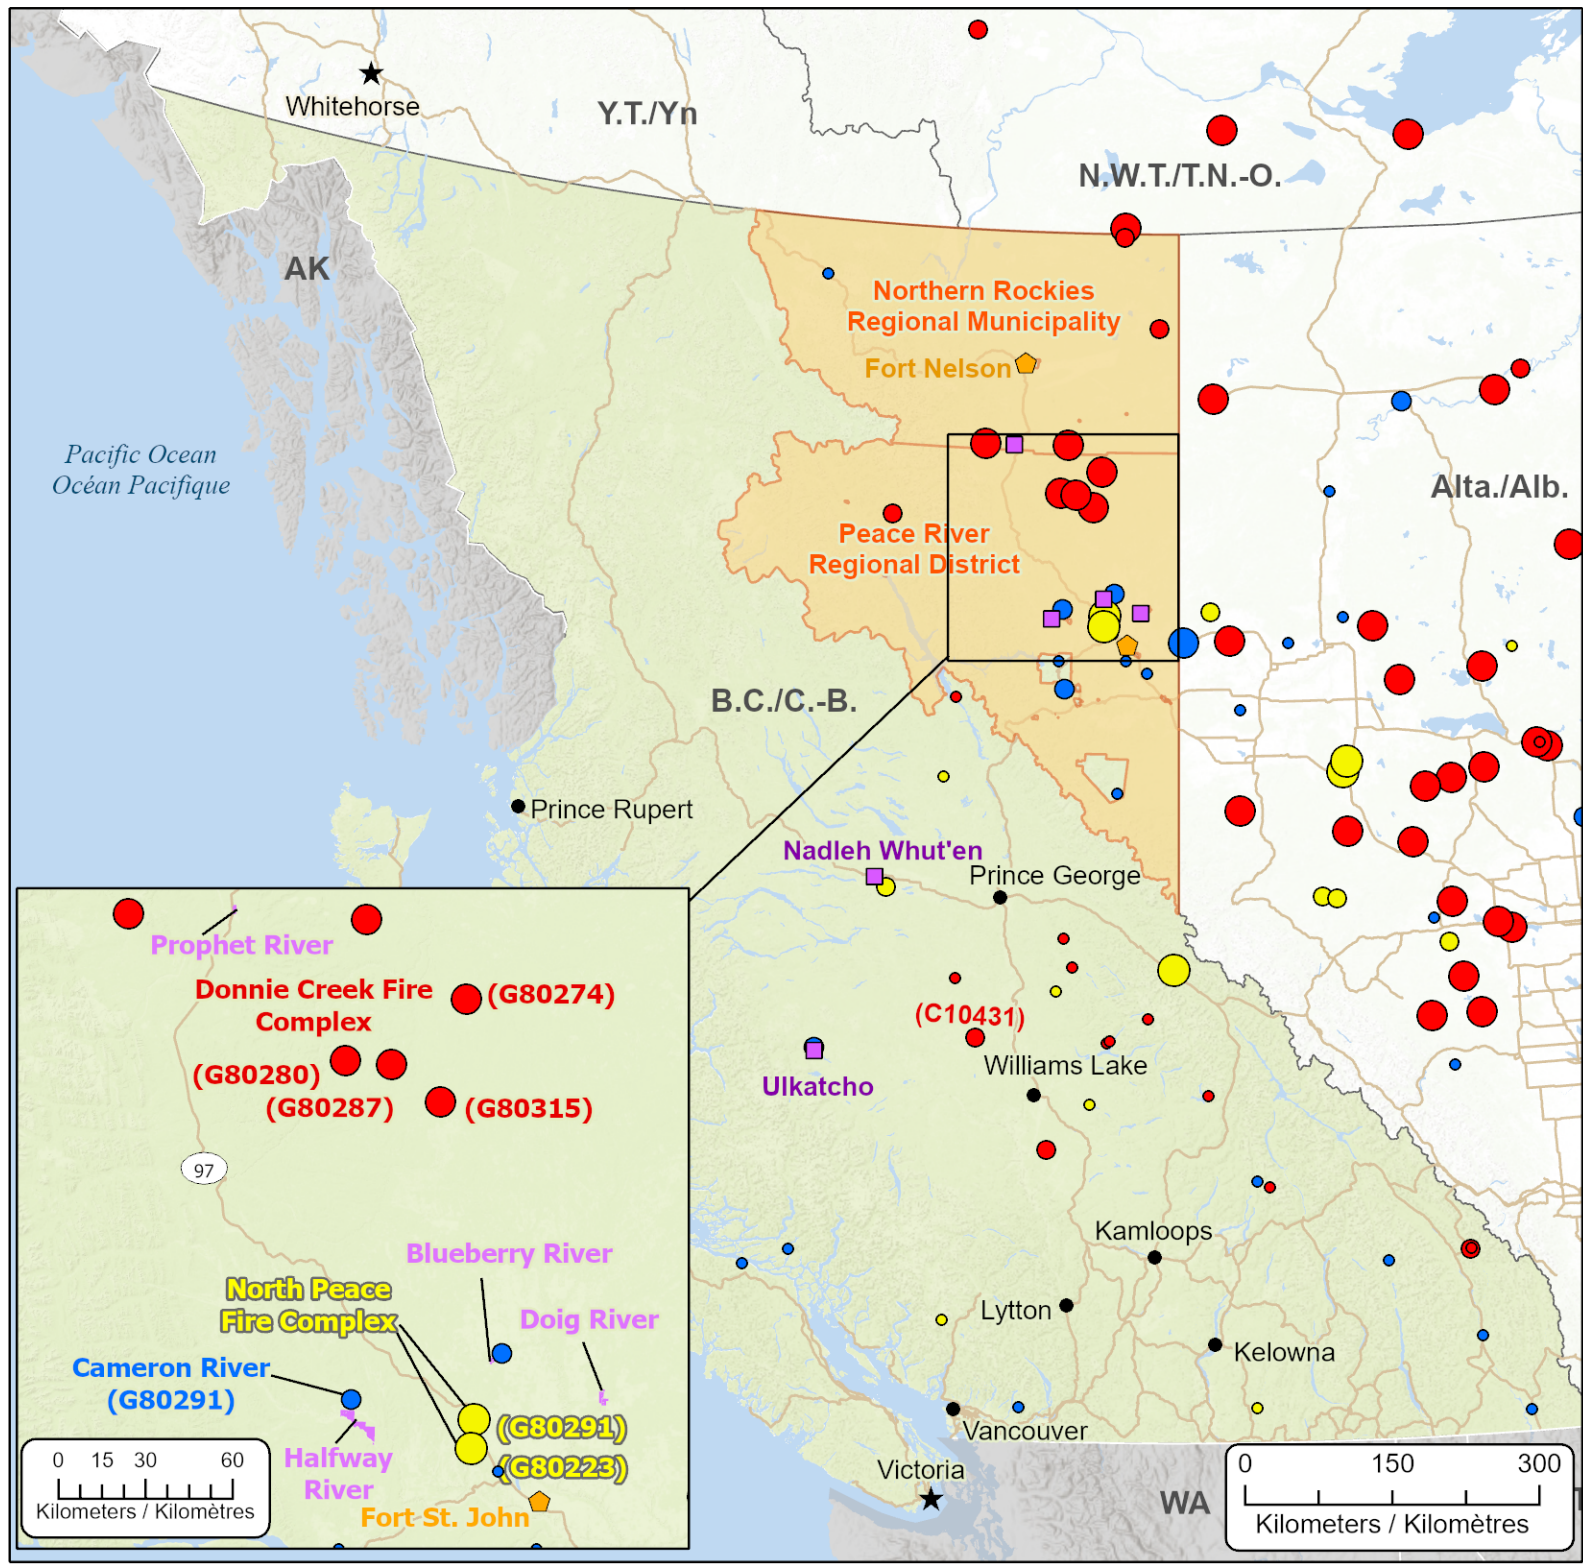 Whitehorse
Y.T./Yn
N.W.T./T.N.-O.
AK
Northern Rockies
Regional Municipality
Fort Nelson
Pacific Ocean
Océan Pacifique
Alta./Alb.
Peace River
Regional District
B.C./C.-B.
Prince Rupert
Nadleh Whut'en
Prince George
(C10431)
Williams Lake
Ulkatcho
Kamloops
Lytton
Kelowna
Vancouver
Victoria
WA
0 150 300
Kilometers / Kilomètres
Prophet River
Donnie Creek Fire
Complex
(G80274)
(G80280)
(G80287)
(G80315)
97
Blueberry River
North Peace
Fire Complex
Doig River
Cameron River
(G80291)
(G80291)
Halfway
River
(G80223)
Fort St. John
0 15 30 60
Kilometers / Kilomètres